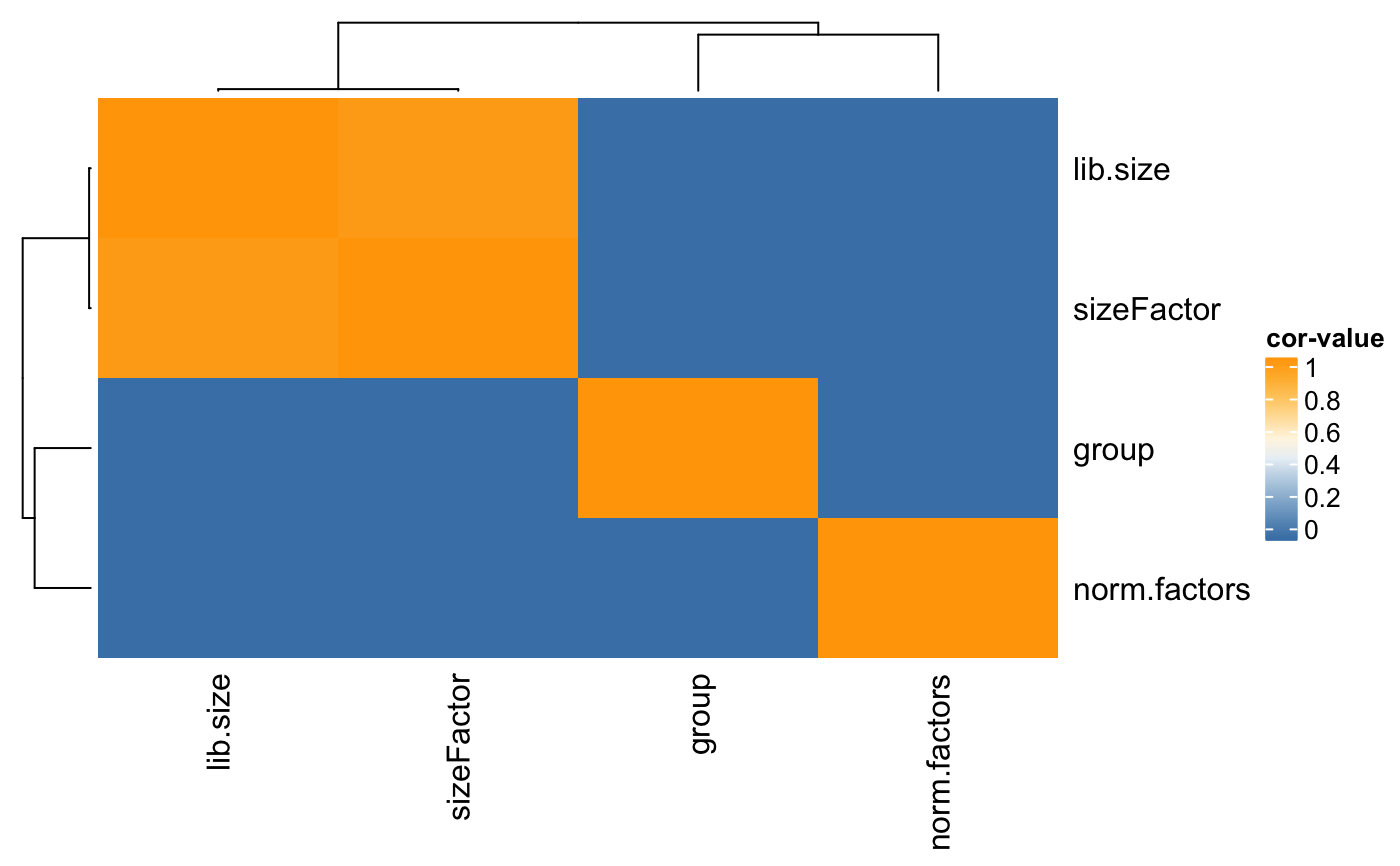 lib.size
sizeFactor
group
norm.factors
cor-value
1
0.8
0.6
0.4
0.2
0
lib.size
sizeFactor
group
norm.factors